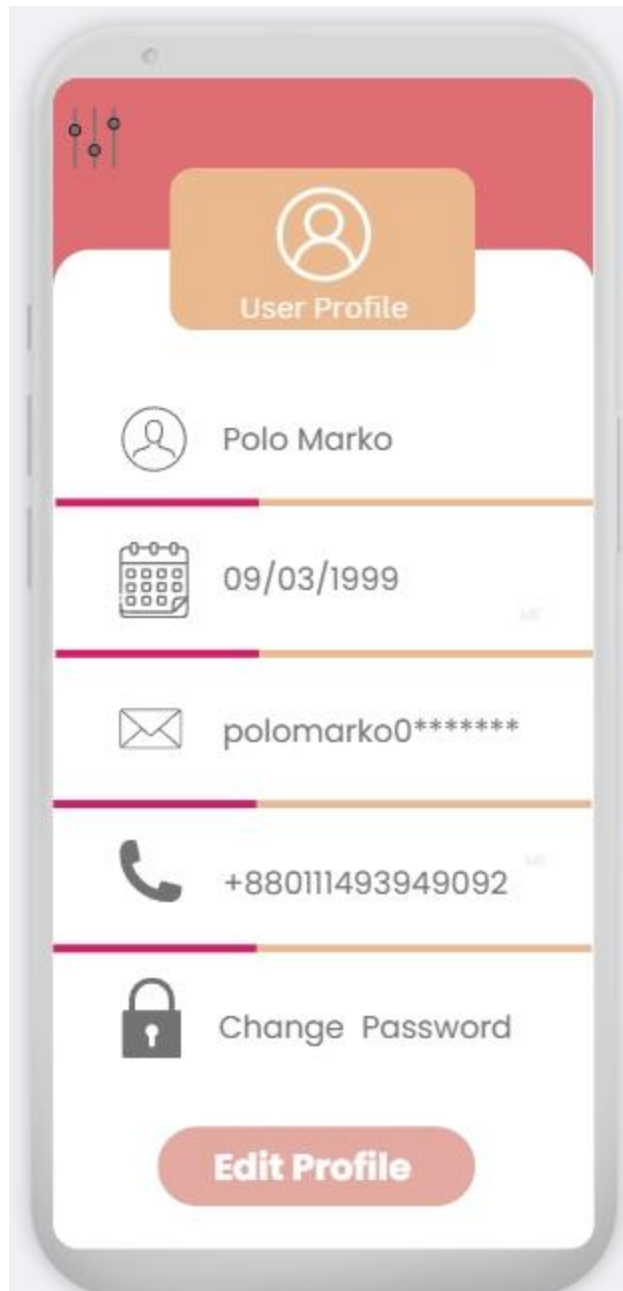 User Profile
Polo Marko
09/03/1999
polomarko0*******
+880111493949092
Change Password
Edit Profile